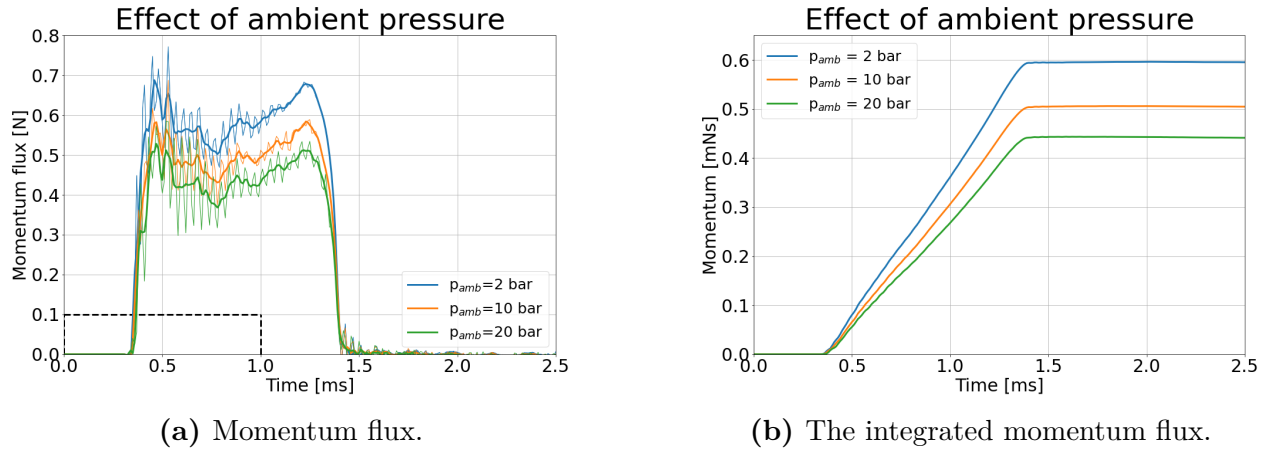 Effect of ambient pressure
0.8
0.7
0.6
0.5
0.4
0.3
0.2
0.1
0.0
Momentum flux [N]
p_amb=2 bar
p_amb=10 bar
p_amb=20 bar
0.0 0.5 1.0 1.5 2.0 2.5
Time [ms]
(a) Momentum flux.
Effect of ambient pressure
0.6
0.5
0.4
0.3
0.2
0.1
0.0
Momentum [mNs]
p_amb = 2 bar
p_amb = 10 bar
p_amb = 20 bar
0.0 0.5 1.0 1.5 2.0 2.5
Time [ms]
(b) The integrated momentum flux.